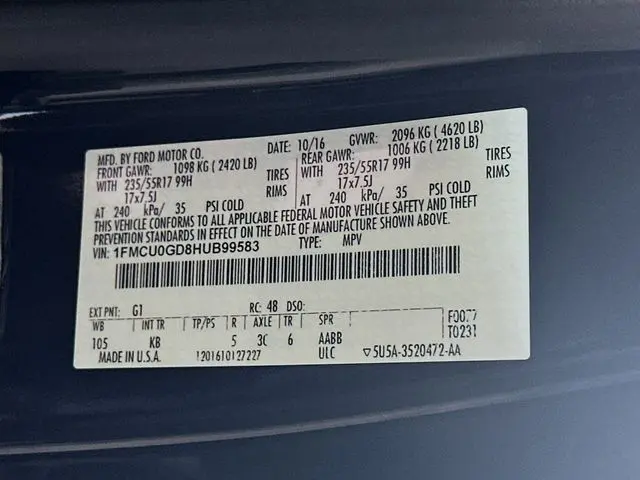 MFD. BY FORD MOTOR CO. DATE: 10/16 GVWR: 2096 KG ( 4620 LB)
FRONT GAWR: 1098 KG ( 2420 LB) REAR GAWR: 1006 KG ( 2218 LB)
WITH 235/55R17 99H TIRES WITH 235/55R17 99H TIRES
17x7.5J RIMS 17x7.5J RIMS
AT 240 kPa/ 35 PSI COLD AT 240 kPa/ 35 PSI COLD
THIS VEHICLE CONFORMS TO ALL APPLICABLE FEDERAL MOTOR VEHICLE SAFETY AND THEFT
PREVENTION STANDARDS IN EFFECT ON THE DATE OF MANUFACTURE SHOWN ABOVE.
VIN: 1FMCU0GD8HUB99583 TYPE: MPV
EXT PNT: G1 RC: 48 DSO: F0077
WB INT TR TP/PS R AXLE TR SPR T0231
105 KB 5 3C 6 AABB
MADE IN U.S.A. 1201610127227 ULC ▽5U5A-3520472-AA